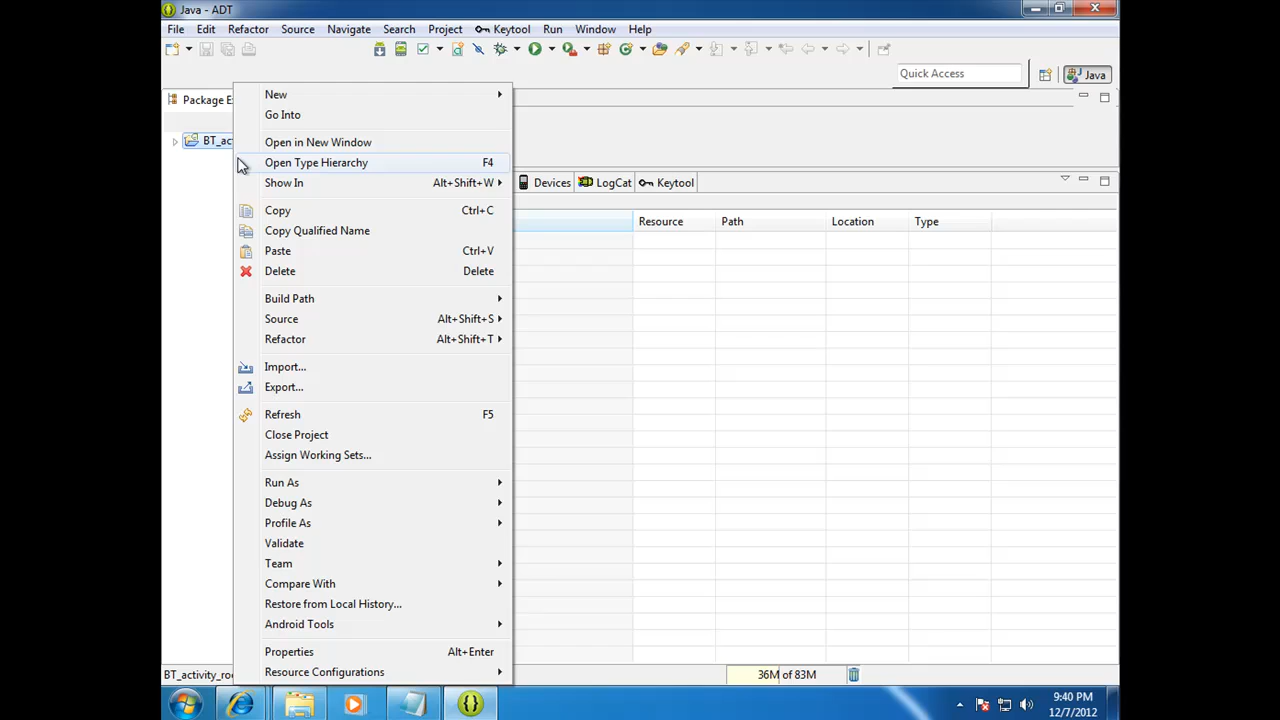 Java - ADT
File Edit Refactor Source Navigate Search Project Keytool Run Window Help
Quick Access
Java
Package E
BT_ac
New
Go Into
Open in New Window
Open Type Hierarchy F4
Show In Alt+Shift+W
Copy Ctrl+C
Copy Qualified Name
Paste Ctrl+V
Delete Delete
Build Path
Source Alt+Shift+S
Refactor Alt+Shift+T
Import...
Export...
Refresh F5
Close Project
Assign Working Sets...
Run As
Debug As
Profile As
Validate
Team
Compare With
Restore from Local History...
Android Tools
Properties Alt+Enter
Resource Configurations
Devices LogCat Keytool
Resource Path Location Type
BT_activity_ro
36M of 83M
9:40 PM
12/7/2012